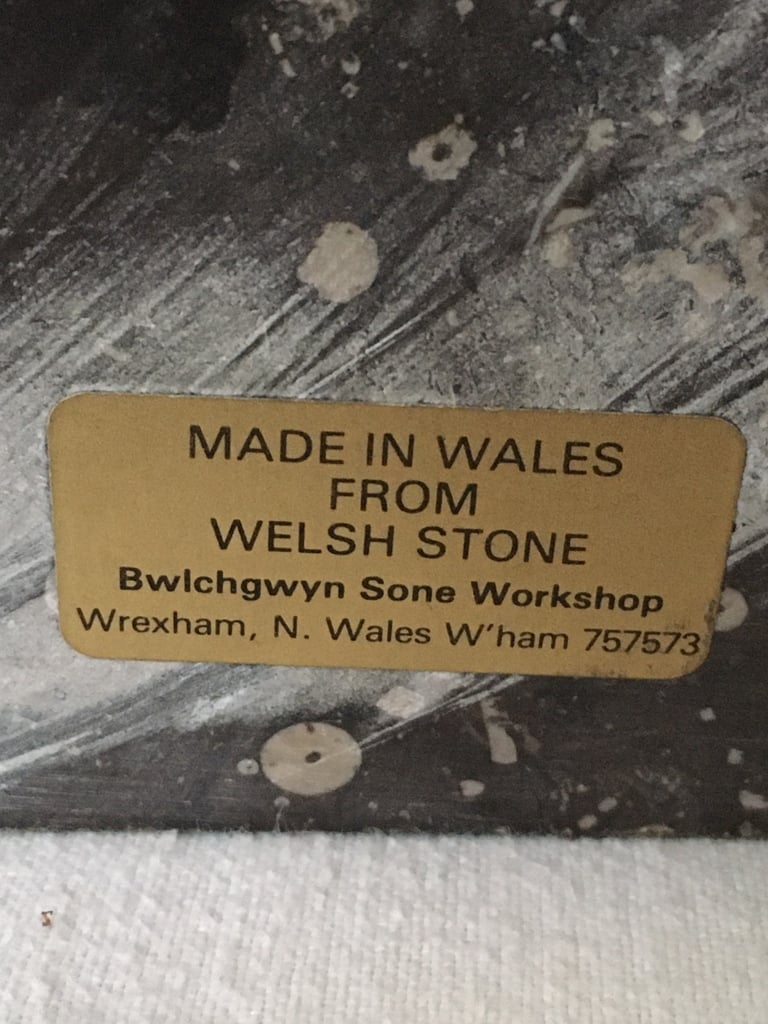 MADE IN WALES
FROM
WELSH STONE
Bwlchgwyn Sone Workshop
Wrexham, N. Wales W'ham 757573